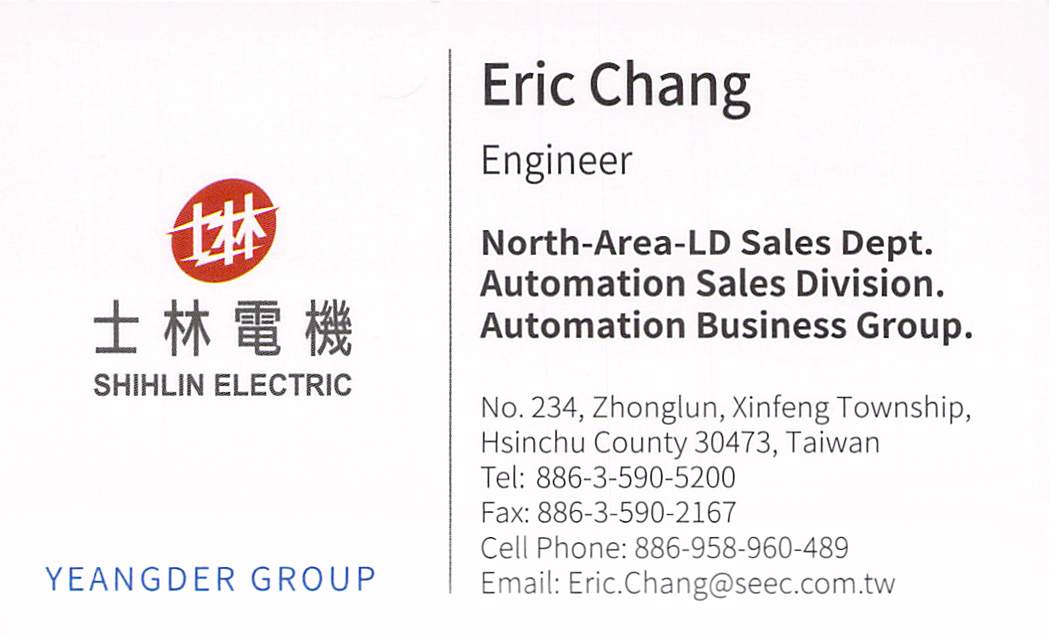 士林
士林電機
SHIHLIN ELECTRIC
YEANGDER GROUP
Eric Chang
Engineer
North-Area-LD Sales Dept.
Automation Sales Division.
Automation Business Group.
No. 234, Zhonglun, Xinfeng Township,
Hsinchu County 30473, Taiwan
Tel: 886-3-590-5200
Fax: 886-3-590-2167
Cell Phone: 886-958-960-489
Email: Eric.Chang@seec.com.tw